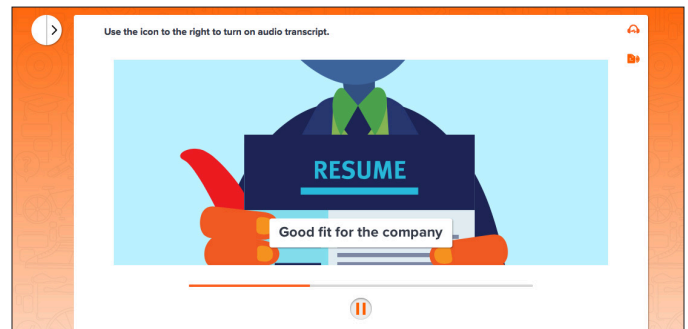 Use the icon to the right to turn on audio transcript.
RESUME
Good fit for the company